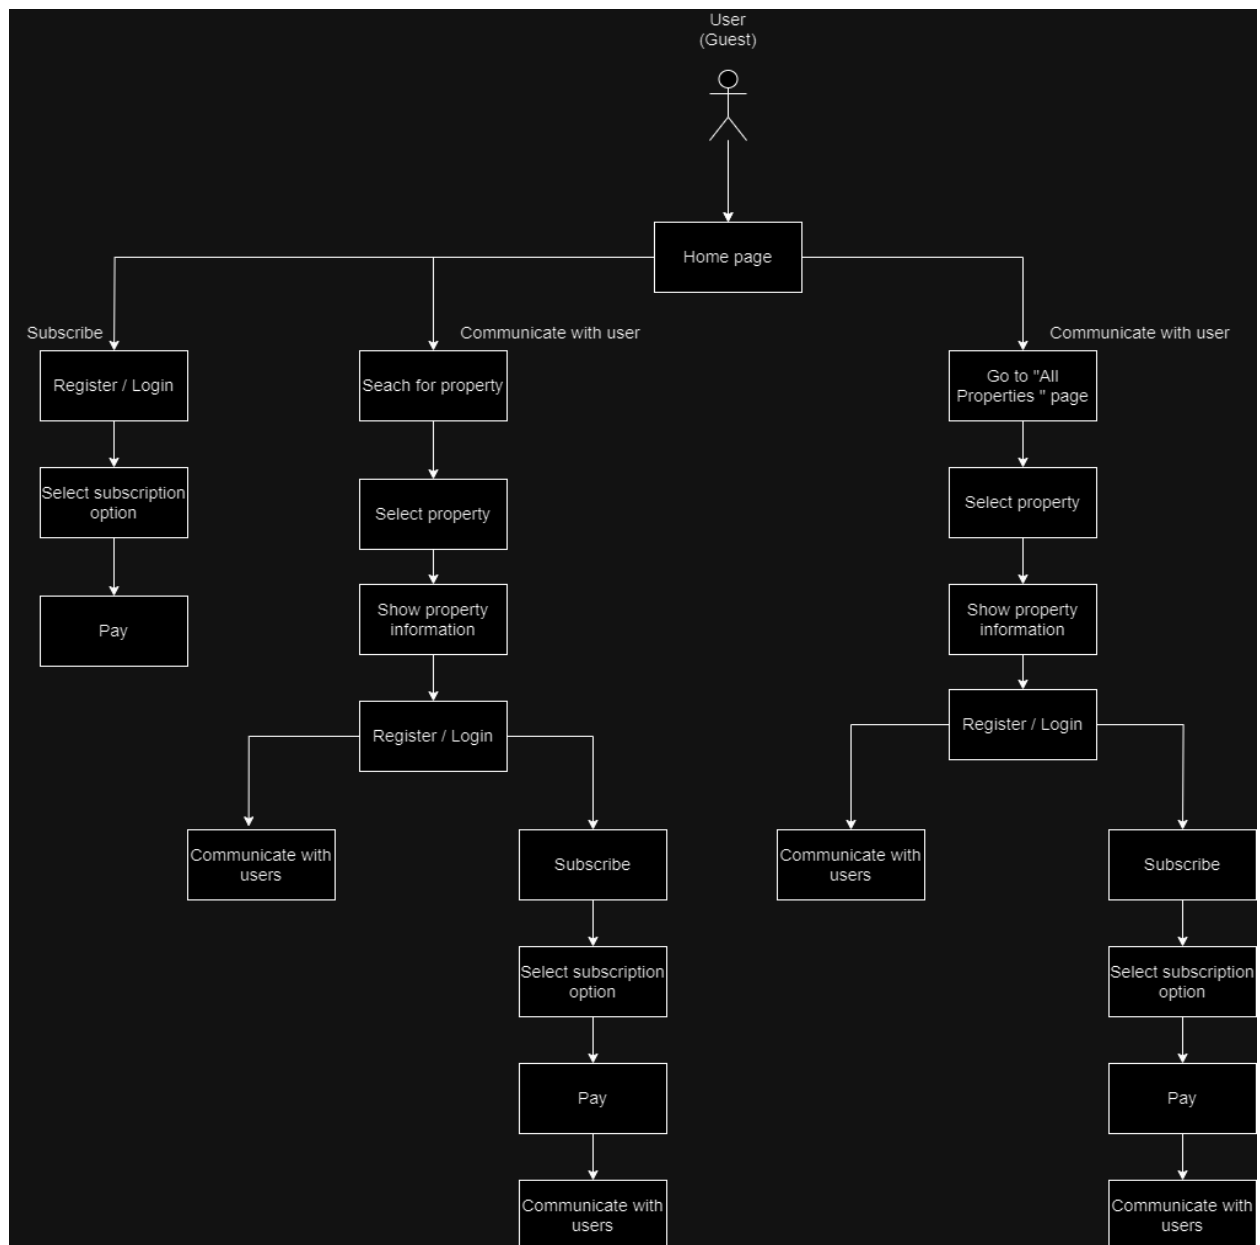 User
(Guest)
Home page
Subscribe
Communicate with user
Communicate with user
Register / Login
Seach for property
Go to "All
Properties " page
Select subscription
option
Select property
Select property
Pay
Show property
information
Show property
information
Register / Login
Register / Login
Communicate with
users
Subscribe
Communicate with
users
Subscribe
Select subscription
option
Select subscription
option
Pay
Pay
Communicate with
users
Communicate with
users